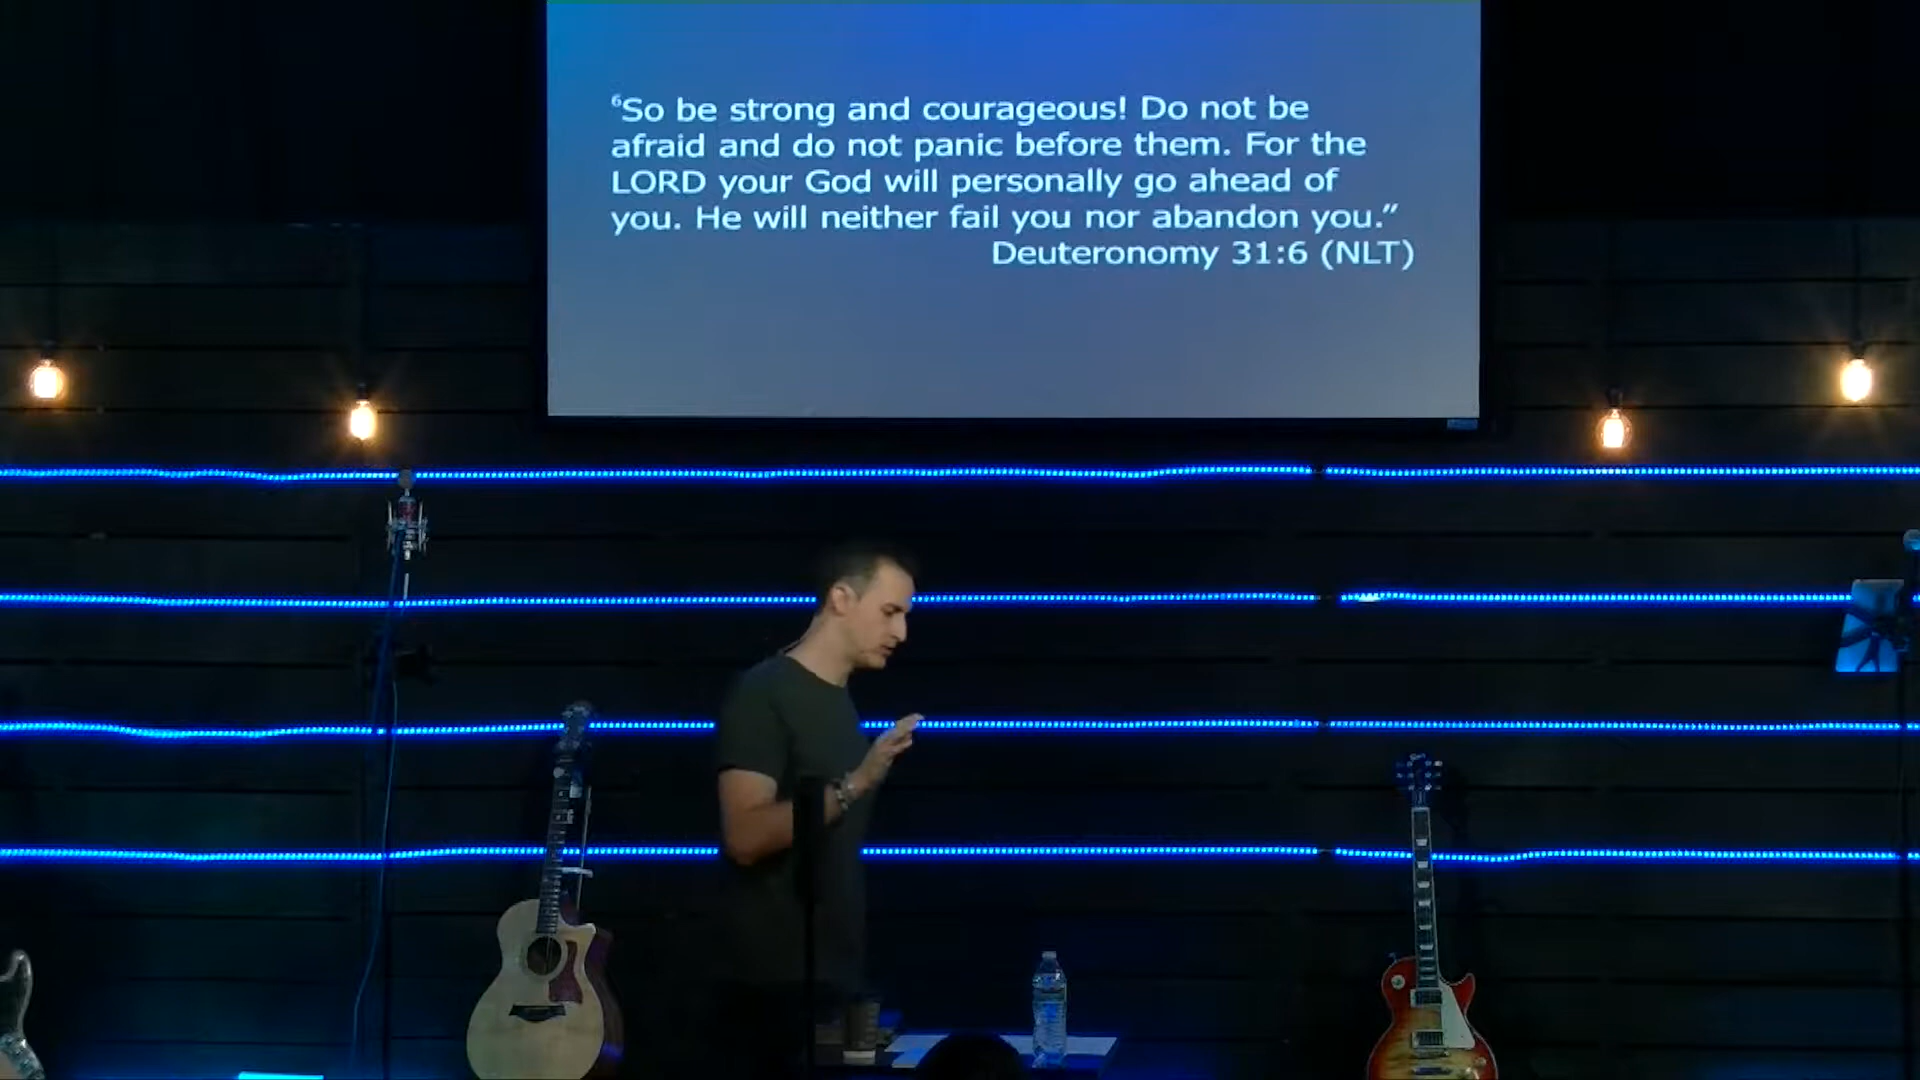 ⁶So be strong and courageous! Do not be
afraid and do not panic before them. For the
LORD your God will personally go ahead of
you. He will neither fail you nor abandon you.”
Deuteronomy 31:6 (NLT)